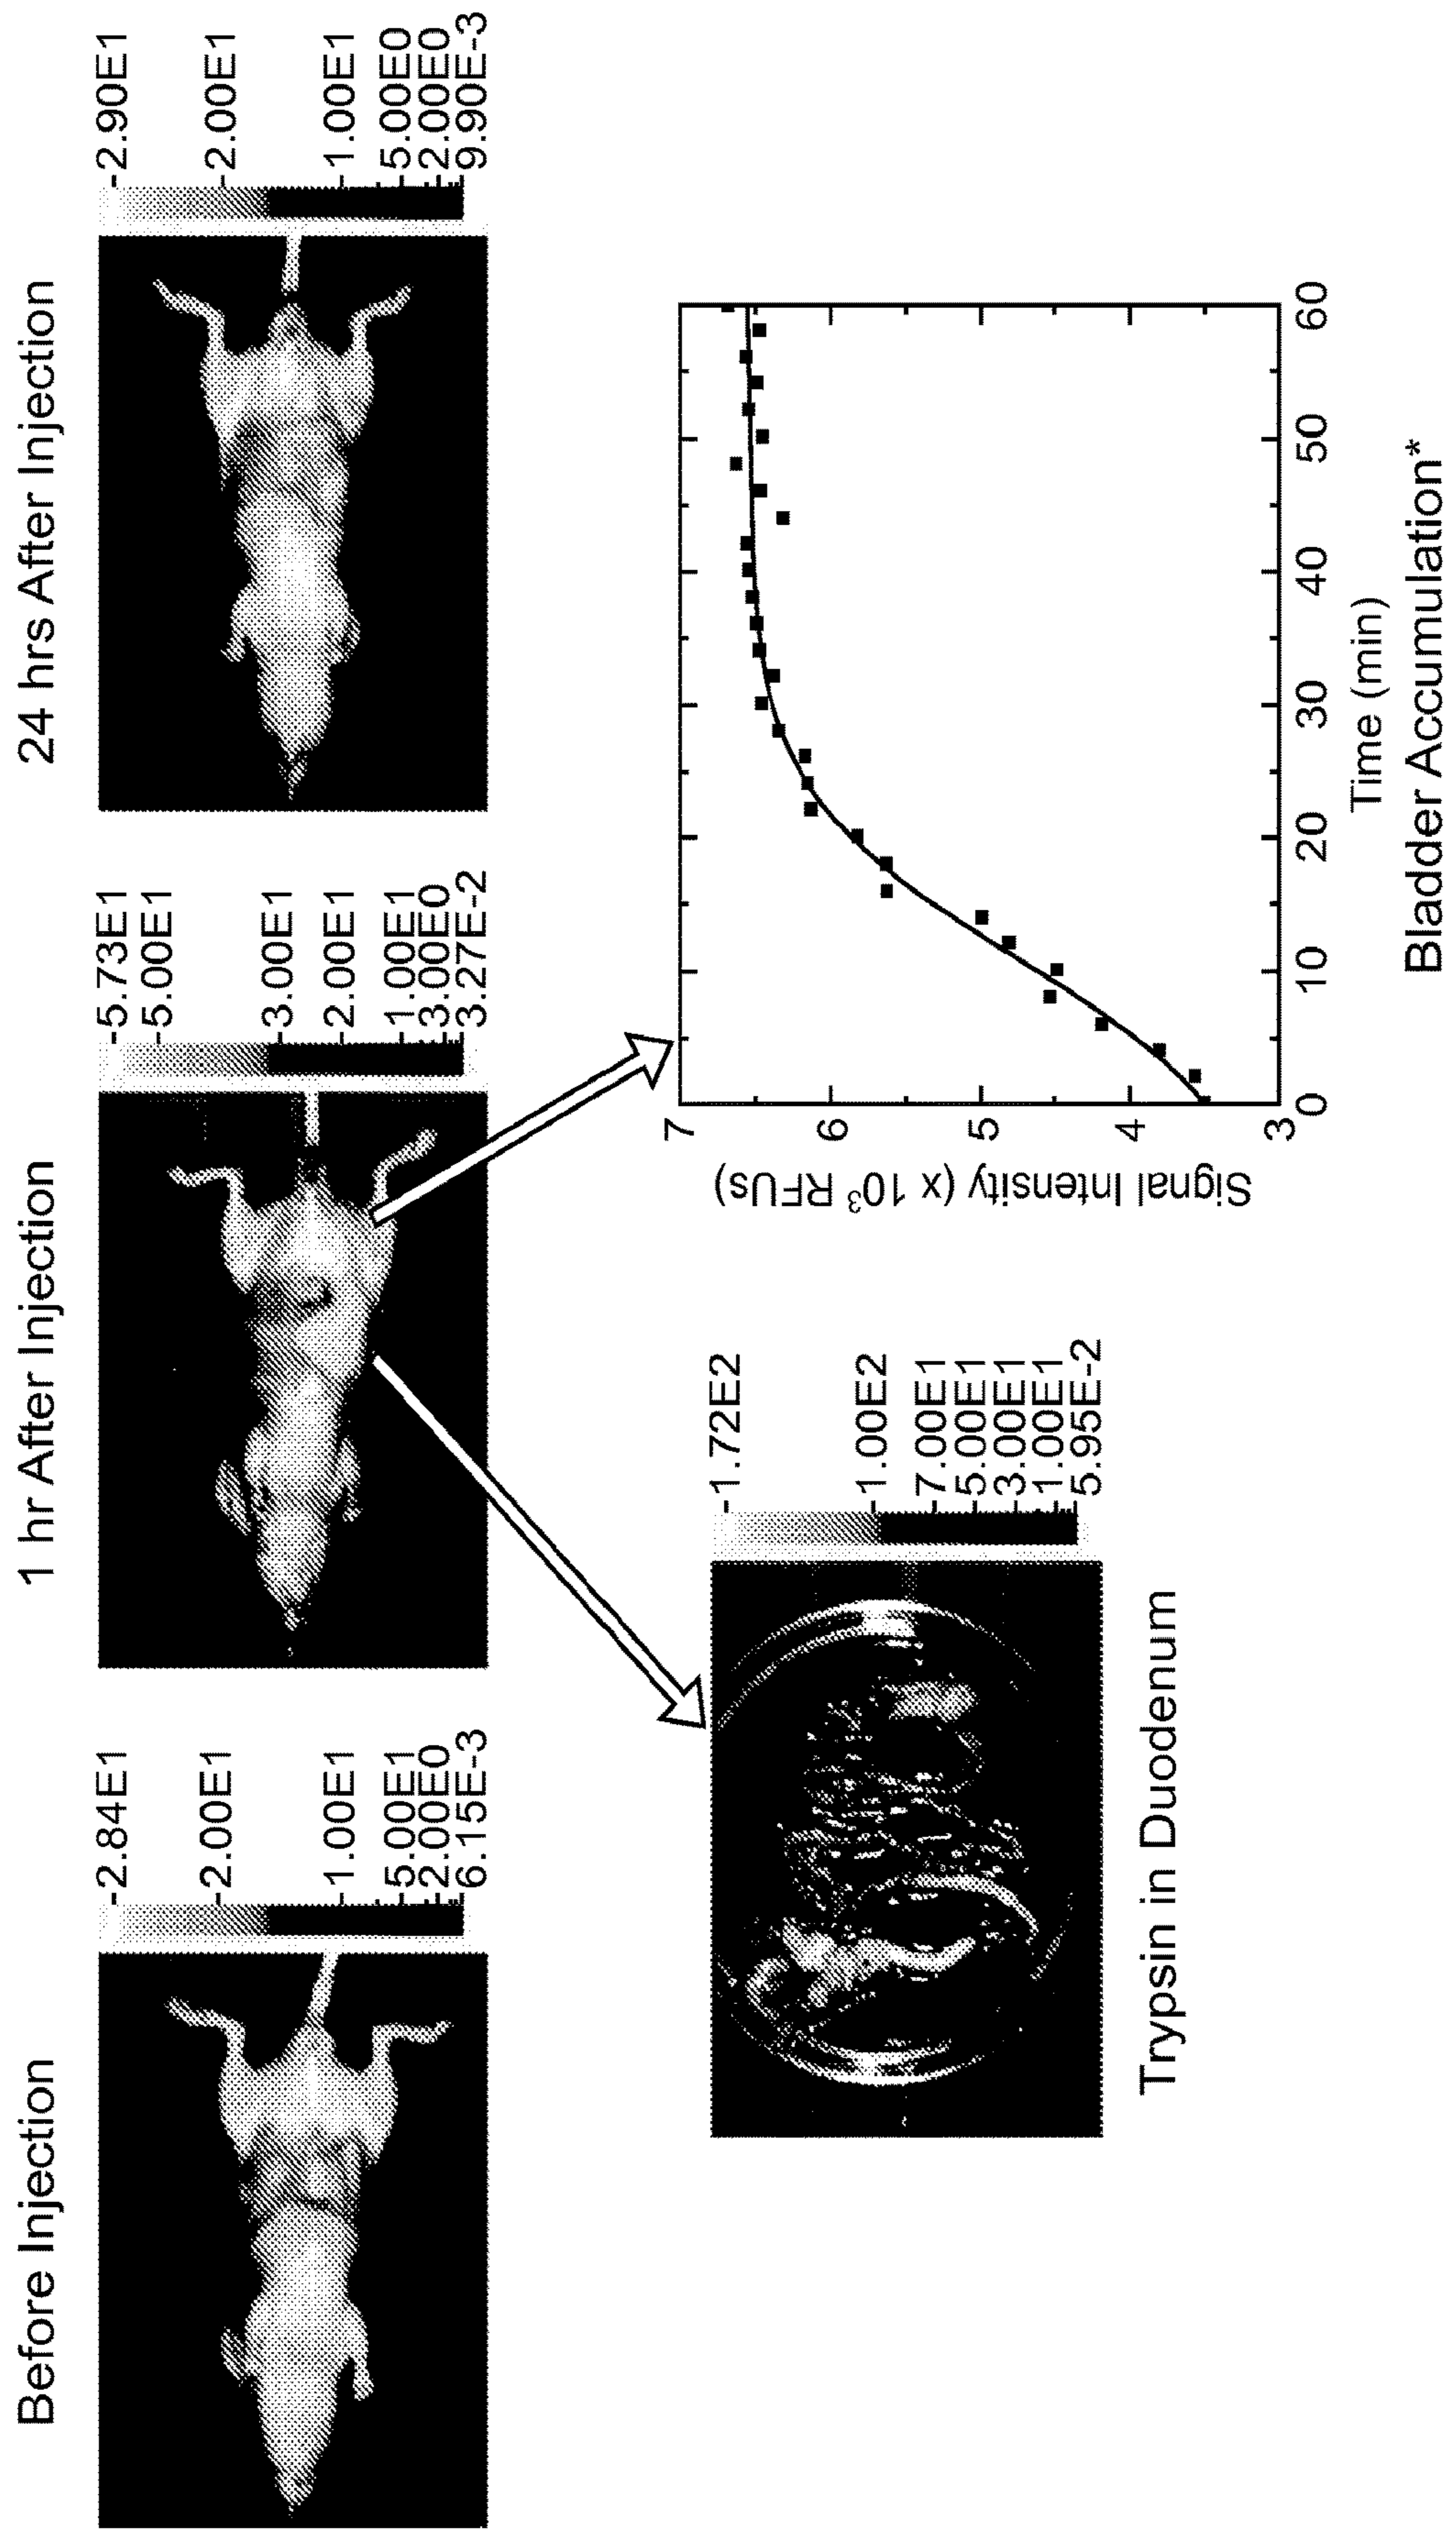 Before Injection
2.84E1
2.00E1
1.00E1
5.00E1
2.00E0
6.15E-3
1 hr After Injection
5.73E1
5.00E1
3.00E1
2.00E1
1.00E1
3.00E0
3.27E-2
24 hrs After Injection
2.90E1
2.00E1
1.00E1
5.00E0
2.00E0
9.90E-3
1.72E2
1.00E2
7.00E1
5.00E1
3.00E1
1.00E1
5.95E-2
Trypsin in Duodenum
Signal Intensity (x 10³ RFUs)
7
6
5
4
3
0 10 20 30 40 50 60
Time (min)
Bladder Accumulation*